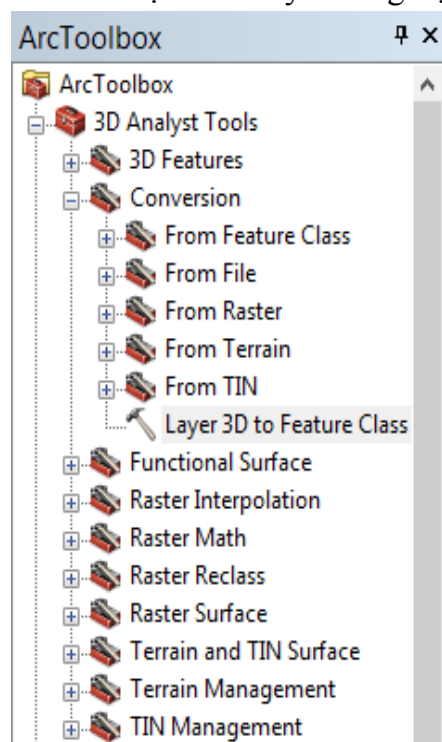 ArcToolbox
ArcToolbox
3D Analyst Tools
3D Features
Conversion
From Feature Class
From File
From Raster
From Terrain
From TIN
Layer 3D to Feature Class
Functional Surface
Raster Interpolation
Raster Math
Raster Reclass
Raster Surface
Terrain and TIN Surface
Terrain Management
TIN Management